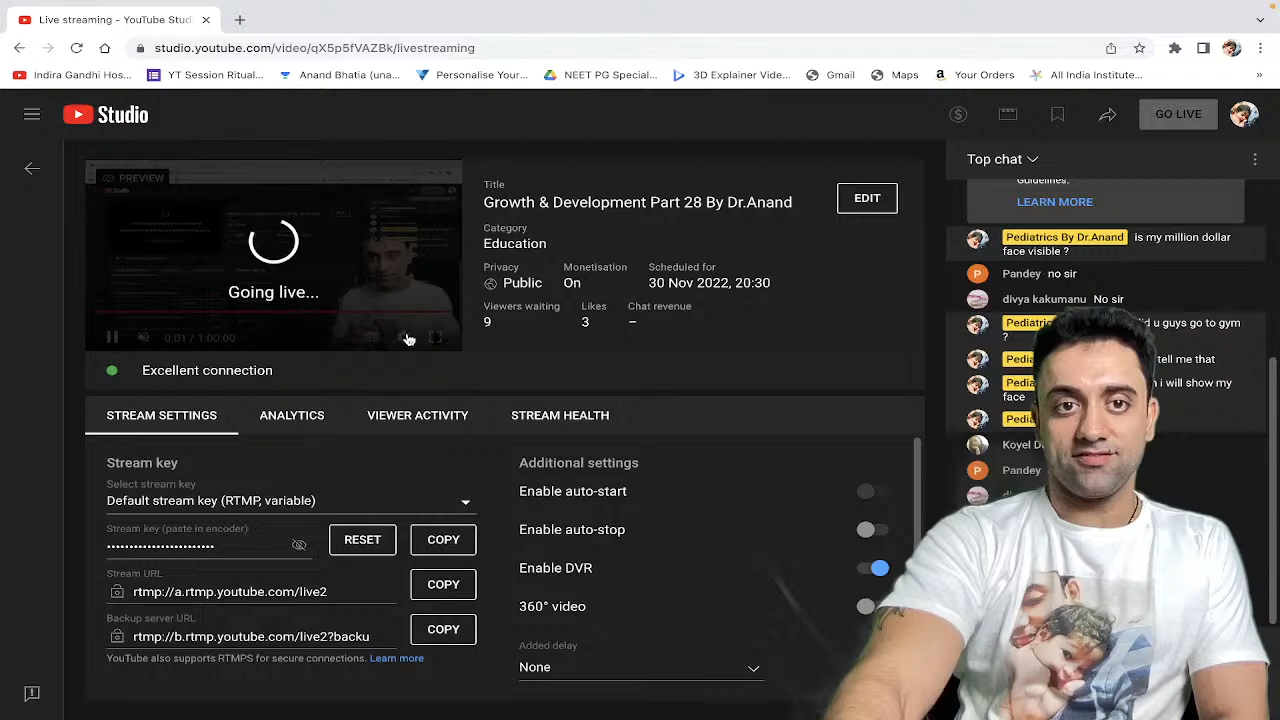 Live streaming - YouTube Stud
studio.youtube.com/video/qX5p5fVAZBk/livestreaming
Indira Gandhi Hos...
YT Session Ritual...
Anand Bhatia (una...
Personalise Your...
NEET PG Special...
3D Explainer Vide...
Gmail
Maps
Your Orders
All India Institute...
»
Studio
GO LIVE
PREVIEW
Going live...
0:01 / 1:00:00
Excellent connection
Title
Growth & Development Part 28 By Dr.Anand
EDIT
Category
Education
Privacy
Public
Monetisation
On
Scheduled for
30 Nov 2022, 20:30
Viewers waiting
9
Likes
3
Chat revenue
–
STREAM SETTINGS
ANALYTICS
VIEWER ACTIVITY
STREAM HEALTH
Stream key
Select stream key
Default stream key (RTMP, variable)
Stream key (paste in encoder)
RESET
COPY
Stream URL
rtmp://a.rtmp.youtube.com/live2
COPY
Backup server URL
rtmp://b.rtmp.youtube.com/live2?backu
COPY
YouTube also supports RTMPS for secure connections. Learn more
Additional settings
Enable auto-start
Enable auto-stop
Enable DVR
360° video
Added delay
None
Top chat
Guidelines.
LEARN MORE
Pediatrics By Dr.Anand is my million dollar
face visible ?
P
Pandey no sir
divya kakumanu No sir
Pediatric did u guys go to gym
?
Pedia tell me that
Pedia i will show my
face
Pedia
Koyel D
P
Pandey